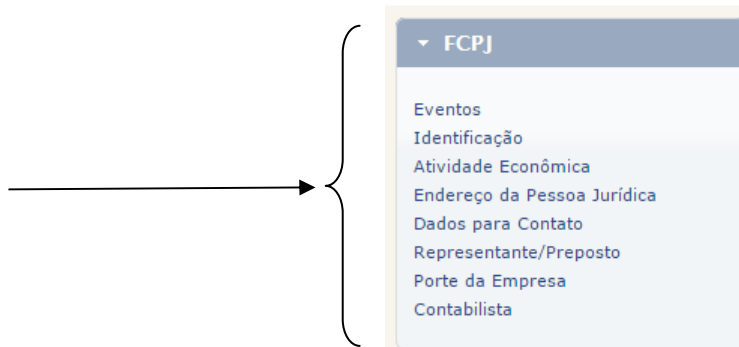 FCPJ
Eventos
Identificação
Atividade Econômica
Endereço da Pessoa Jurídica
Dados para Contato
Representante/Preposto
Porte da Empresa
Contabilista